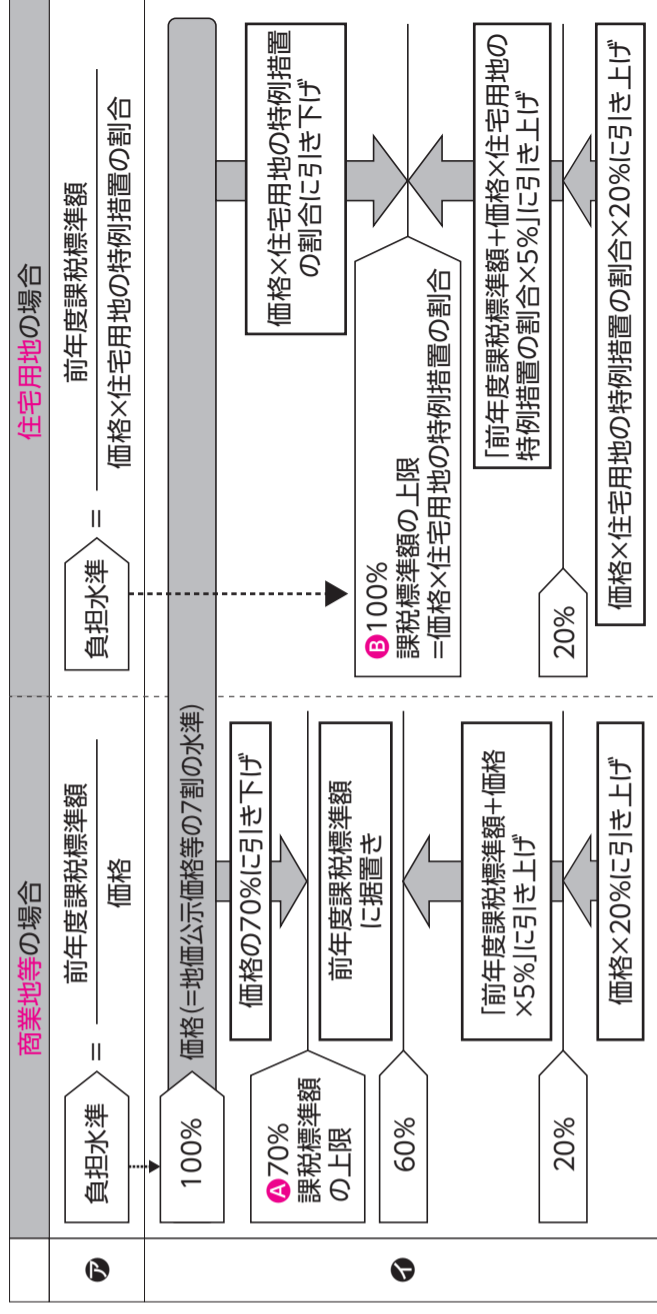 商業地等の場合
住宅用地の場合
ア
負担水準
=
前年度課税標準額
価格
負担水準
=
前年度課税標準額
価格×住宅用地の特例措置の割合
イ
100%
価格(=地価公示価格等の7割の水準)
価格の70%に引き下げ
A70%
課税標準額
の上限
前年度課税標準額
に据置き
60%
「前年度課税標準額+価格
×5%」に引き上げ
20%
価格×20%に引き上げ
価格×住宅用地の特例措置
の割合に引き下げ
B100%
課税標準額の上限
=価格×住宅用地の特例措置の割合
「前年度課税標準額+価格×住宅用地の
特例措置の割合×5%」に引き上げ
20%
価格×住宅用地の特例措置の割合×20%に引き上げ